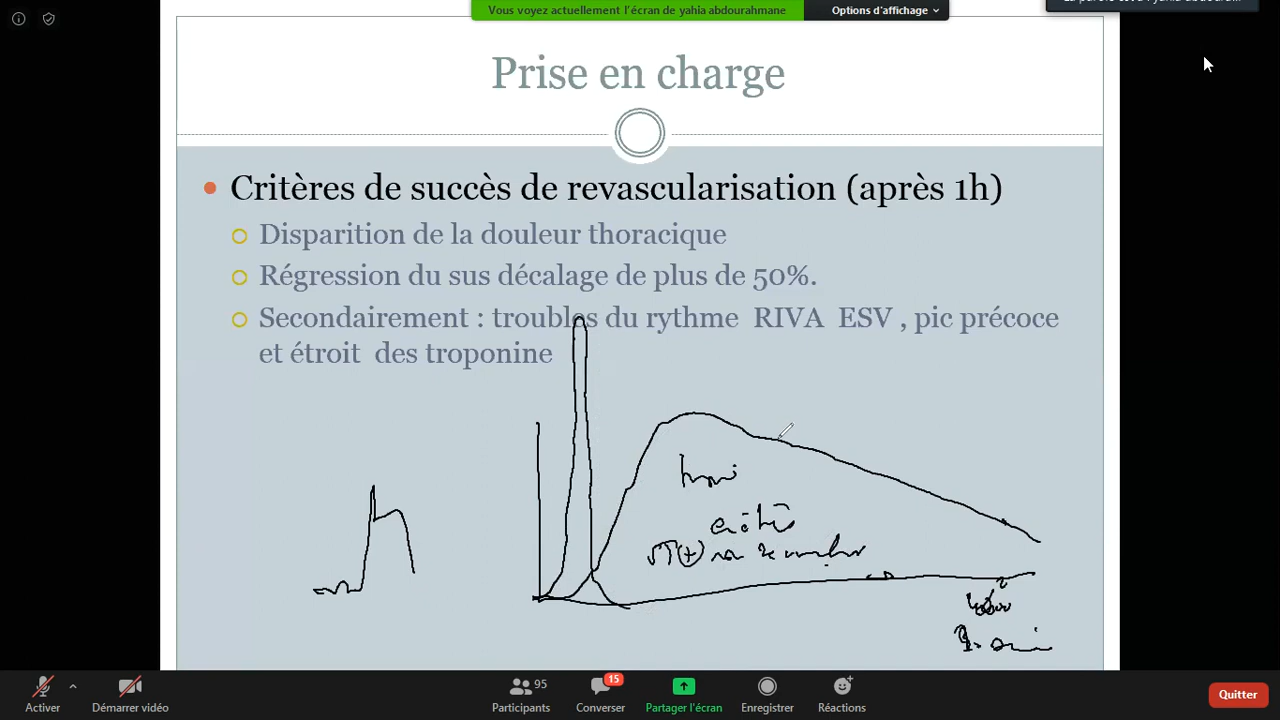 Vous voyez actuellement l'écran de yahia abdourahmane
Options d'affichage
Prise en charge
Critères de succès de revascularisation (après 1h)
Disparition de la douleur thoracique
Régression du sus décalage de plus de 50%.
Secondairement : troubles du rythme RIVA ESV , pic précoce
et étroit des troponine
ST(+)
Activer
Démarrer vidéo
95
Participants
15
Converser
Partager l'écran
Enregistrer
Réactions
Quitter